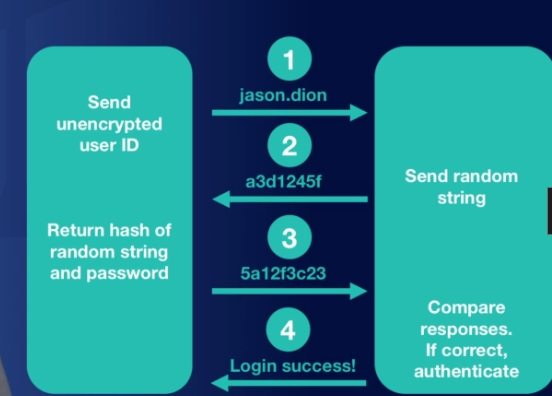 1
jason.dion
Send
unencrypted
user ID
2
a3d1245f
Send random
string
Return hash of
random string
and password
3
5a12f3c23
4
Login success!
Compare
responses.
If correct,
authenticate